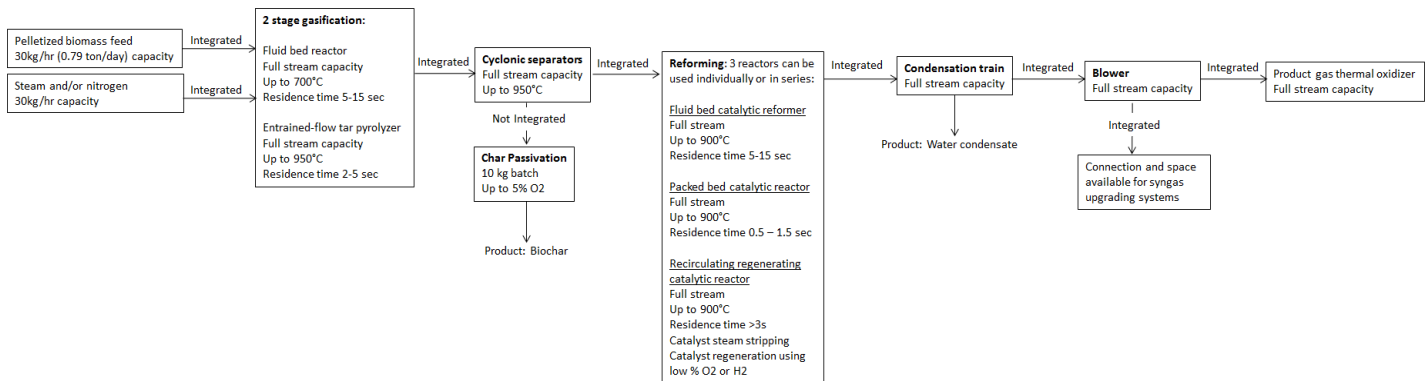 Pelletized biomass feed
30kg/hr (0.79 ton/day) capacity
Integrated
Steam and/or nitrogen
30kg/hr capacity
Integrated
2 stage gasification:
Fluid bed reactor
Full stream capacity
Up to 700°C
Residence time 5-15 sec
Entrained-flow tar pyrolyzer
Full stream capacity
Up to 950°C
Residence time 2-5 sec
Integrated
Cyclonic separators
Full stream capacity
Up to 950°C
Not Integrated
Char Passivation
10 kg batch
Up to 5% O2
Product: Biochar
Integrated
Reforming: 3 reactors can be
used individually or in series:
Fluid bed catalytic reformer
Full stream
Up to 900°C
Residence time 5-15 sec
Packed bed catalytic reactor
Full stream
Up to 900°C
Residence time 0.5 – 1.5 sec
Recirculating regenerating
catalytic reactor
Full stream
Up to 900°C
Residence time >3s
Catalyst steam stripping
Catalyst regeneration using
low % O2 or H2
Integrated
Condensation train
Full stream capacity
Product: Water condensate
Integrated
Blower
Full stream capacity
Integrated
Connection and space
available for syngas
upgrading systems
Integrated
Product gas thermal oxidizer
Full stream capacity